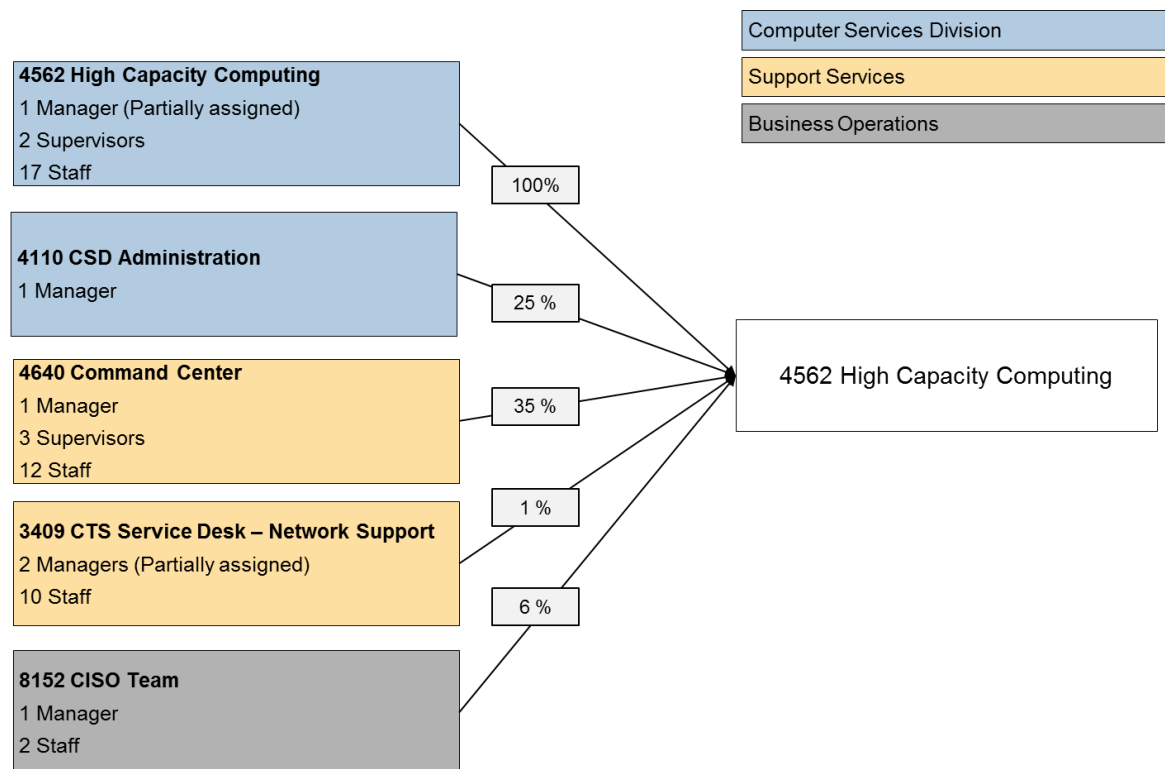 Computer Services Division
Support Services
Business Operations
4562 High Capacity Computing
1 Manager (Partially assigned)
2 Supervisors
17 Staff
100%
4110 CSD Administration
1 Manager
25 %
4640 Command Center
1 Manager
3 Supervisors
12 Staff
35 %
3409 CTS Service Desk – Network Support
2 Managers (Partially assigned)
10 Staff
1 %
8152 CISO Team
1 Manager
2 Staff
6 %
4562 High Capacity Computing